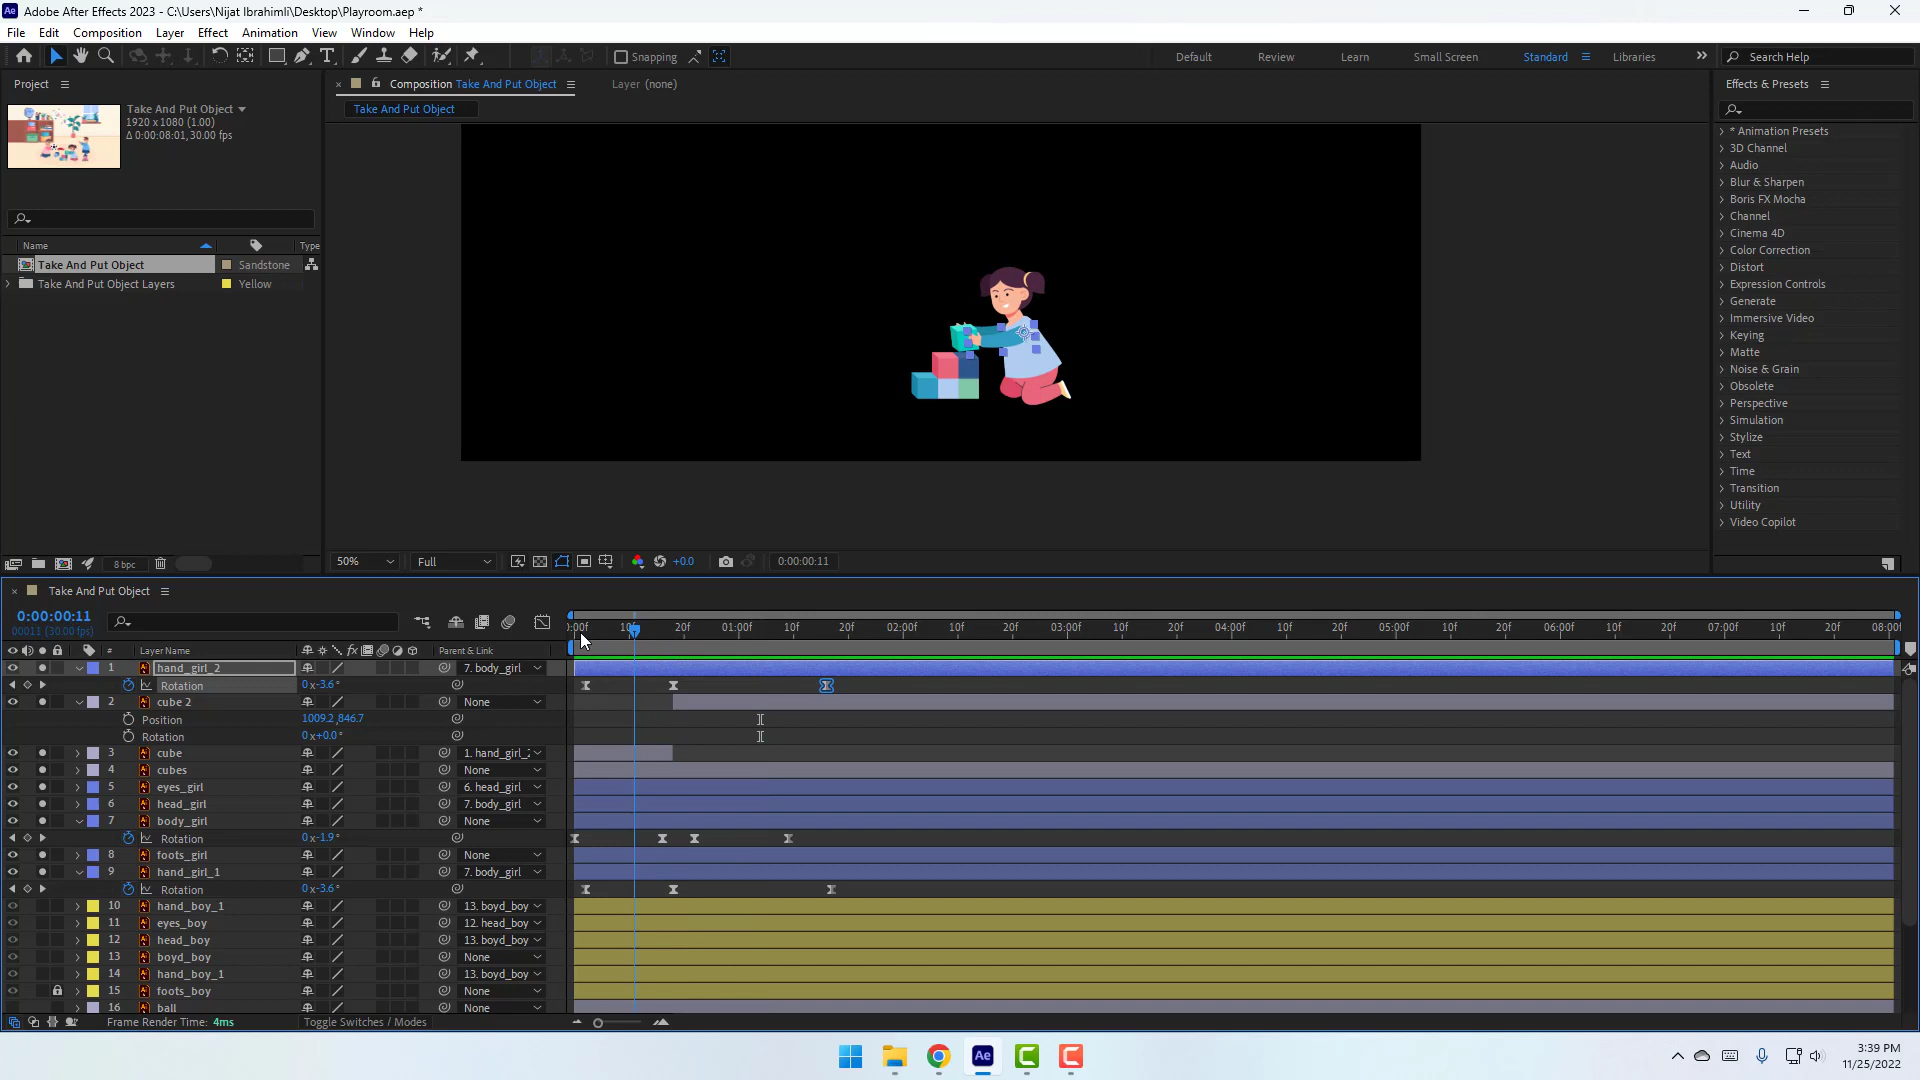 Adobe After Effects 2023 - C:\Users\Nijat Ibrahimli\Desktop\Playroom.aep *
File Edit Composition Layer Effect Animation View Window Help
Snapping Default Review Learn Small Screen Standard Libraries Search Help
Project Composition Take And Put Object Layer (none) Effects & Presets
Take And Put Object
1920 x 1080 (1.00)
Δ 0:00:08:01, 30.00 fps
Take And Put Object
Name Type
Take And Put Object Sandstone
Take And Put Object Layers Yellow
* Animation Presets
3D Channel
Audio
Blur & Sharpen
Boris FX Mocha
Channel
Cinema 4D
Color Correction
Distort
Expression Controls
Generate
Immersive Video
Keying
Matte
Noise & Grain
Obsolete
Perspective
Simulation
Stylize
Text
Time
Transition
Utility
Video Copilot
8 bpc 50% Full +0.0 0:00:00:11
Take And Put Object
0:00:00:11
00011 (30.00 fps)
0:00f 10f 20f 01:00f 10f 20f 02:00f 10f 20f 03:00f 10f 20f 04:00f 10f 20f 05:00f 10f 20f 06:00f 10f 20f 07:00f 10f 20f 08:00f
# Layer Name Parent & Link
1 hand_girl_2 7. body_girl
Rotation 0x-3.6°
2 cube 2 None
Position 1009.2,846.7
Rotation 0x+0.0°
3 cube 1. hand_girl_2
4 cubes None
5 eyes_girl 6. head_girl
6 head_girl 7. body_girl
7 body_girl None
Rotation 0x-1.9°
8 foots_girl None
9 hand_girl_1 7. body_girl
Rotation 0x-3.6°
10 hand_boy_1 13. boyd_boy
11 eyes_boy 12. head_boy
12 head_boy 13. boyd_boy
13 boyd_boy None
14 hand_boy_1 13. boyd_boy
15 foots_boy None
16 ball None
Frame Render Time: 4ms Toggle Switches / Modes
3:39 PM
11/25/2022